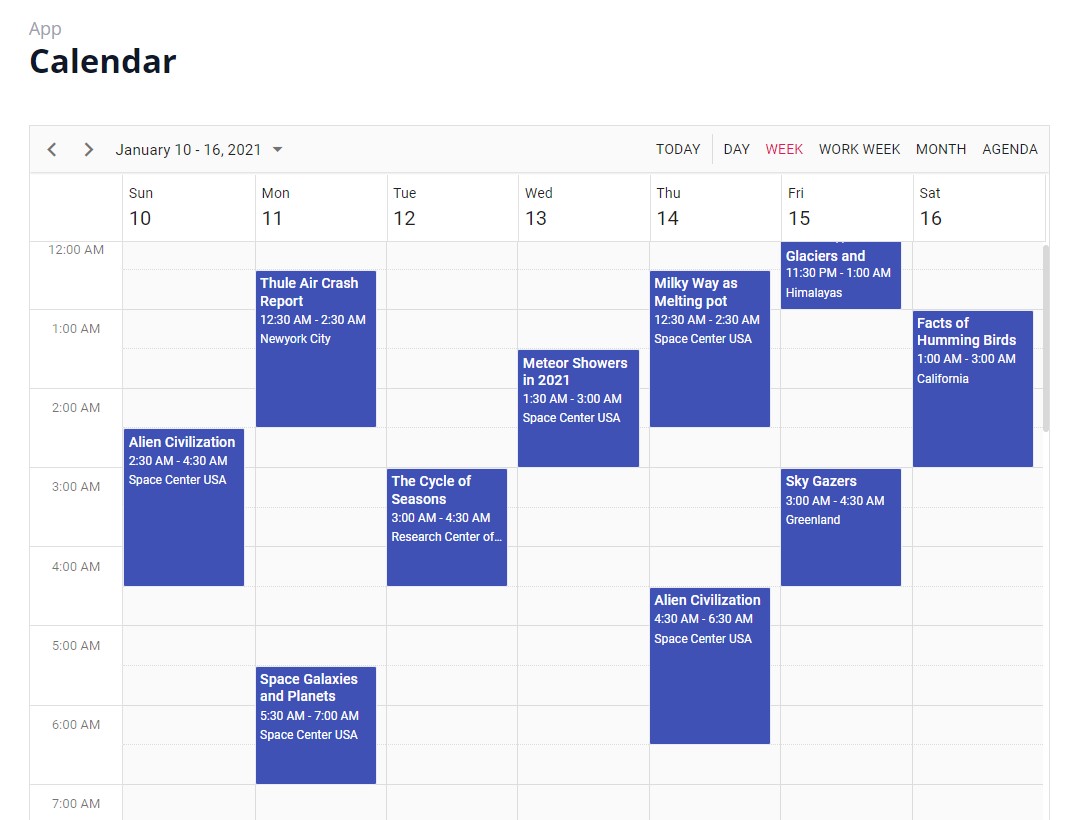 App
Calendar
January 10 - 16, 2021
TODAY
DAY
WEEK
WORK WEEK
MONTH
AGENDA
Sun
10
Mon
11
Tue
12
Wed
13
Thu
14
Fri
15
Sat
16
12:00 AM
1:00 AM
2:00 AM
3:00 AM
4:00 AM
5:00 AM
6:00 AM
7:00 AM
Alien Civilization
2:30 AM - 4:30 AM
Space Center USA
Thule Air Crash
Report
12:30 AM - 2:30 AM
Newyork City
Space Galaxies
and Planets
5:30 AM - 7:00 AM
Space Center USA
The Cycle of
Seasons
3:00 AM - 4:30 AM
Research Center of...
Meteor Showers
in 2021
1:30 AM - 3:00 AM
Space Center USA
Milky Way as
Melting pot
12:30 AM - 2:30 AM
Space Center USA
Alien Civilization
4:30 AM - 6:30 AM
Space Center USA
Glaciers and
11:30 PM - 1:00 AM
Himalayas
Sky Gazers
3:00 AM - 4:30 AM
Greenland
Facts of
Humming Birds
1:00 AM - 3:00 AM
California